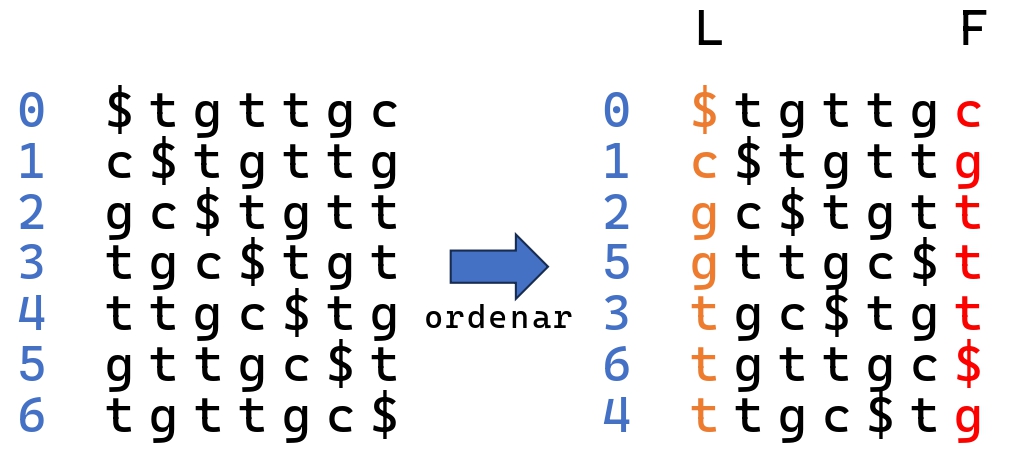 L F
0 $ t g t t g c 0 $ t g t t g c
1 c $ t g t t g 1 c $ t g t t g
2 g c $ t g t t 2 g c $ t g t t
3 t g c $ t g t 5 g t t g c $ t
4 t t g c $ t g ordenar 3 t g c $ t g t
5 g t t g c $ t 6 t g t t g c $
6 t g t t g c $ 4 t t g c $ t g